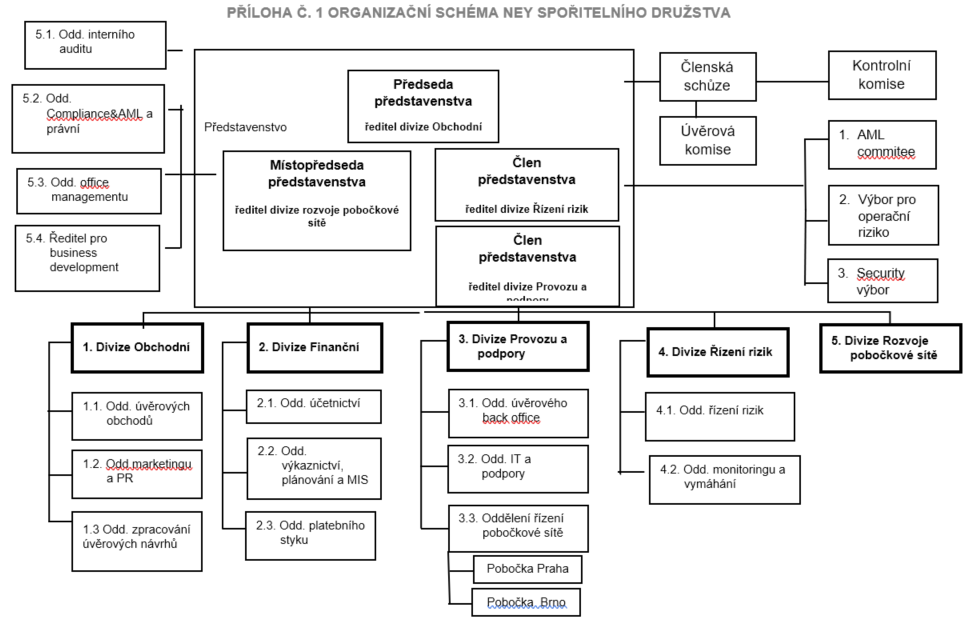 PŘÍLOHA Č. 1 ORGANIZAČNÍ SCHÉMA NEY SPOŘITELNÍHO DRUŽSTVA
5.1. Odd. interního
auditu
5.2. Odd.
Compliance&AML a
právní
5.3. Odd. office
managementu
5.4. Ředitel pro
business
development
Představenstvo
Předseda
představenstva
ředitel divize Obchodní
Místopředseda
představenstva
ředitel divize rozvoje pobočkové
sítě
Člen
představenstva
ředitel divize Řízení rizik
Člen
představenstva
ředitel divize Provozu a
podpory
Členská
schůze
Úvěrová
komise
Kontrolní
komise
1. AML
commitee
2. Výbor pro
operační
riziko
3. Security
výbor
1. Divize Obchodní
1.1. Odd. úvěrových
obchodů
1.2. Odd.marketingu
a PR
1.3 Odd. zpracování
úvěrových návrhů
2. Divize Finanční
2.1. Odd. účetnictví
2.2. Odd.
výkaznictví,
plánování a MIS
2.3. Odd. platebního
styku
3. Divize Provozu a
podpory
3.1. Odd. úvěrového
back office
3.2. Odd. IT a
podpory
3.3. Oddělení řízení
pobočkové sítě
Pobočka Praha
Pobočka Brno
4. Divize Řízení rizik
4.1. Odd. řízení rizik
4.2. Odd. monitoringu a
vymáhání
5. Divize Rozvoje
pobočkové sítě